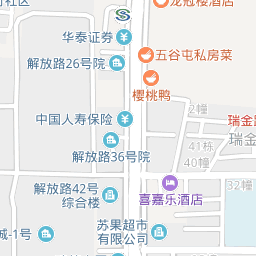 村社区
龙冠楼酒店
华泰证券
五谷屯私房菜
解放路26号院
樱桃鸭
2幢
中国人寿保险
瑞金路
41栋
瑞金
解放路36号院
40幢
解放路42号
综合楼
喜嘉乐酒店
32幢
城-1号
苏果超市
有限公司